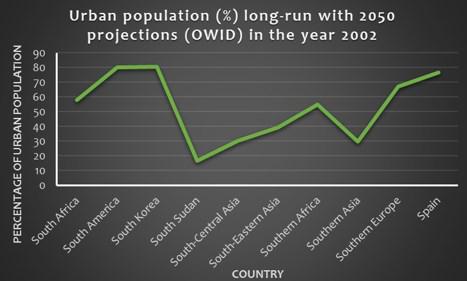 Urban population (%) long-run with 2050
projections (OWID) in the year 2002
PERCENTAGE OF URBAN POPULATION
90
80
70
60
50
40
30
20
10
0
South Africa
South America
South Korea
South Sudan
South-Central Asia
South-Eastern Asia
Southern Africa
Southern Asia
Southern Europe
Spain
COUNTRY